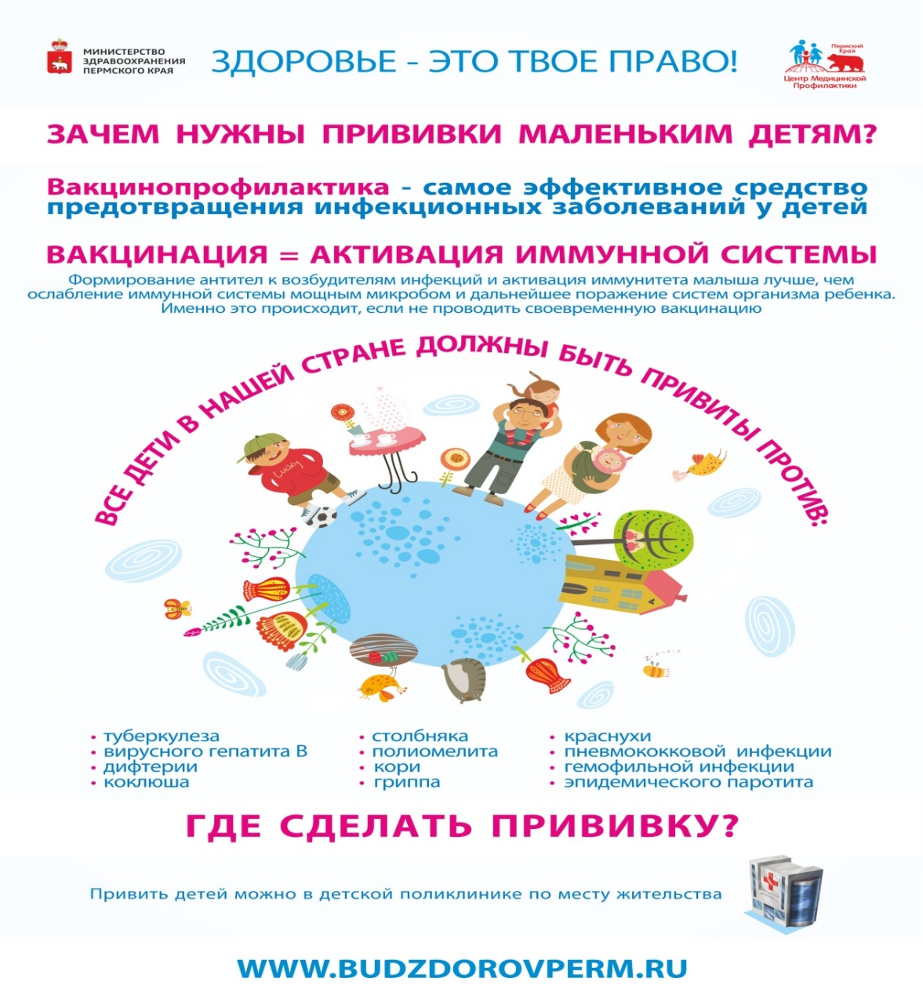 МИНИСТЕРСТВО
ЗДРАВООХРАНЕНИЯ
ПЕРМСКОГО КРАЯ
ЗДОРОВЬЕ - ЭТО ТВОЕ ПРАВО!
Пермский
Край
Центр Медицинской
Профилактики
ЗАЧЕМ НУЖНЫ ПРИВИВКИ МАЛЕНЬКИМ ДЕТЯМ?
Вакцинопрофилактика - самое эффективное средство
предотвращения инфекционных заболеваний у детей
ВАКЦИНАЦИЯ = АКТИВАЦИЯ ИММУННОЙ СИСТЕМЫ
Формирование антител к возбудителям инфекций и активация иммунитета малыша лучше, чем
ослабление иммунной системы мощным микробом и дальнейшее поражение систем организма ребенка.
Именно это происходит, если не проводить своевременную вакцинацию
ВСЕ ДЕТИ В НАШЕЙ СТРАНЕ ДОЛЖНЫ БЫТЬ ПРИВИТЫ ПРОТИВ:
Lucky
z-z-z-z-z
• туберкулеза
• вирусного гепатита В
• дифтерии
• коклюша
• столбняка
• полиомелита
• кори
• гриппа
• краснухи
• пневмококковой инфекции
• гемофильной инфекции
• эпидемического паротита
ГДЕ СДЕЛАТЬ ПРИВИВКУ?
Привить детей можно в детской поликлинике по месту жительства
WWW.BUDZDOROVPERM.RU